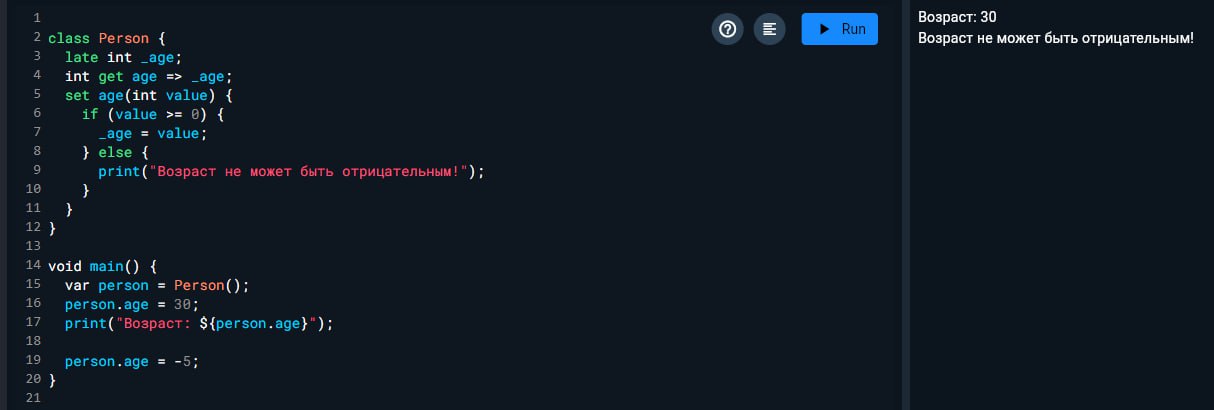 1
2 class Person {
3   late int _age;
4   int get age => _age;
5   set age(int value) {
6     if (value >= 0) {
7       _age = value;
8     } else {
9       print("Возраст не может быть отрицательным!");
10     }
11   }
12 }
13
14 void main() {
15   var person = Person();
16   person.age = 30;
17   print("Возраст: ${person.age}");
18
19   person.age = -5;
20 }
21
Run
Возраст: 30
Возраст не может быть отрицательным!